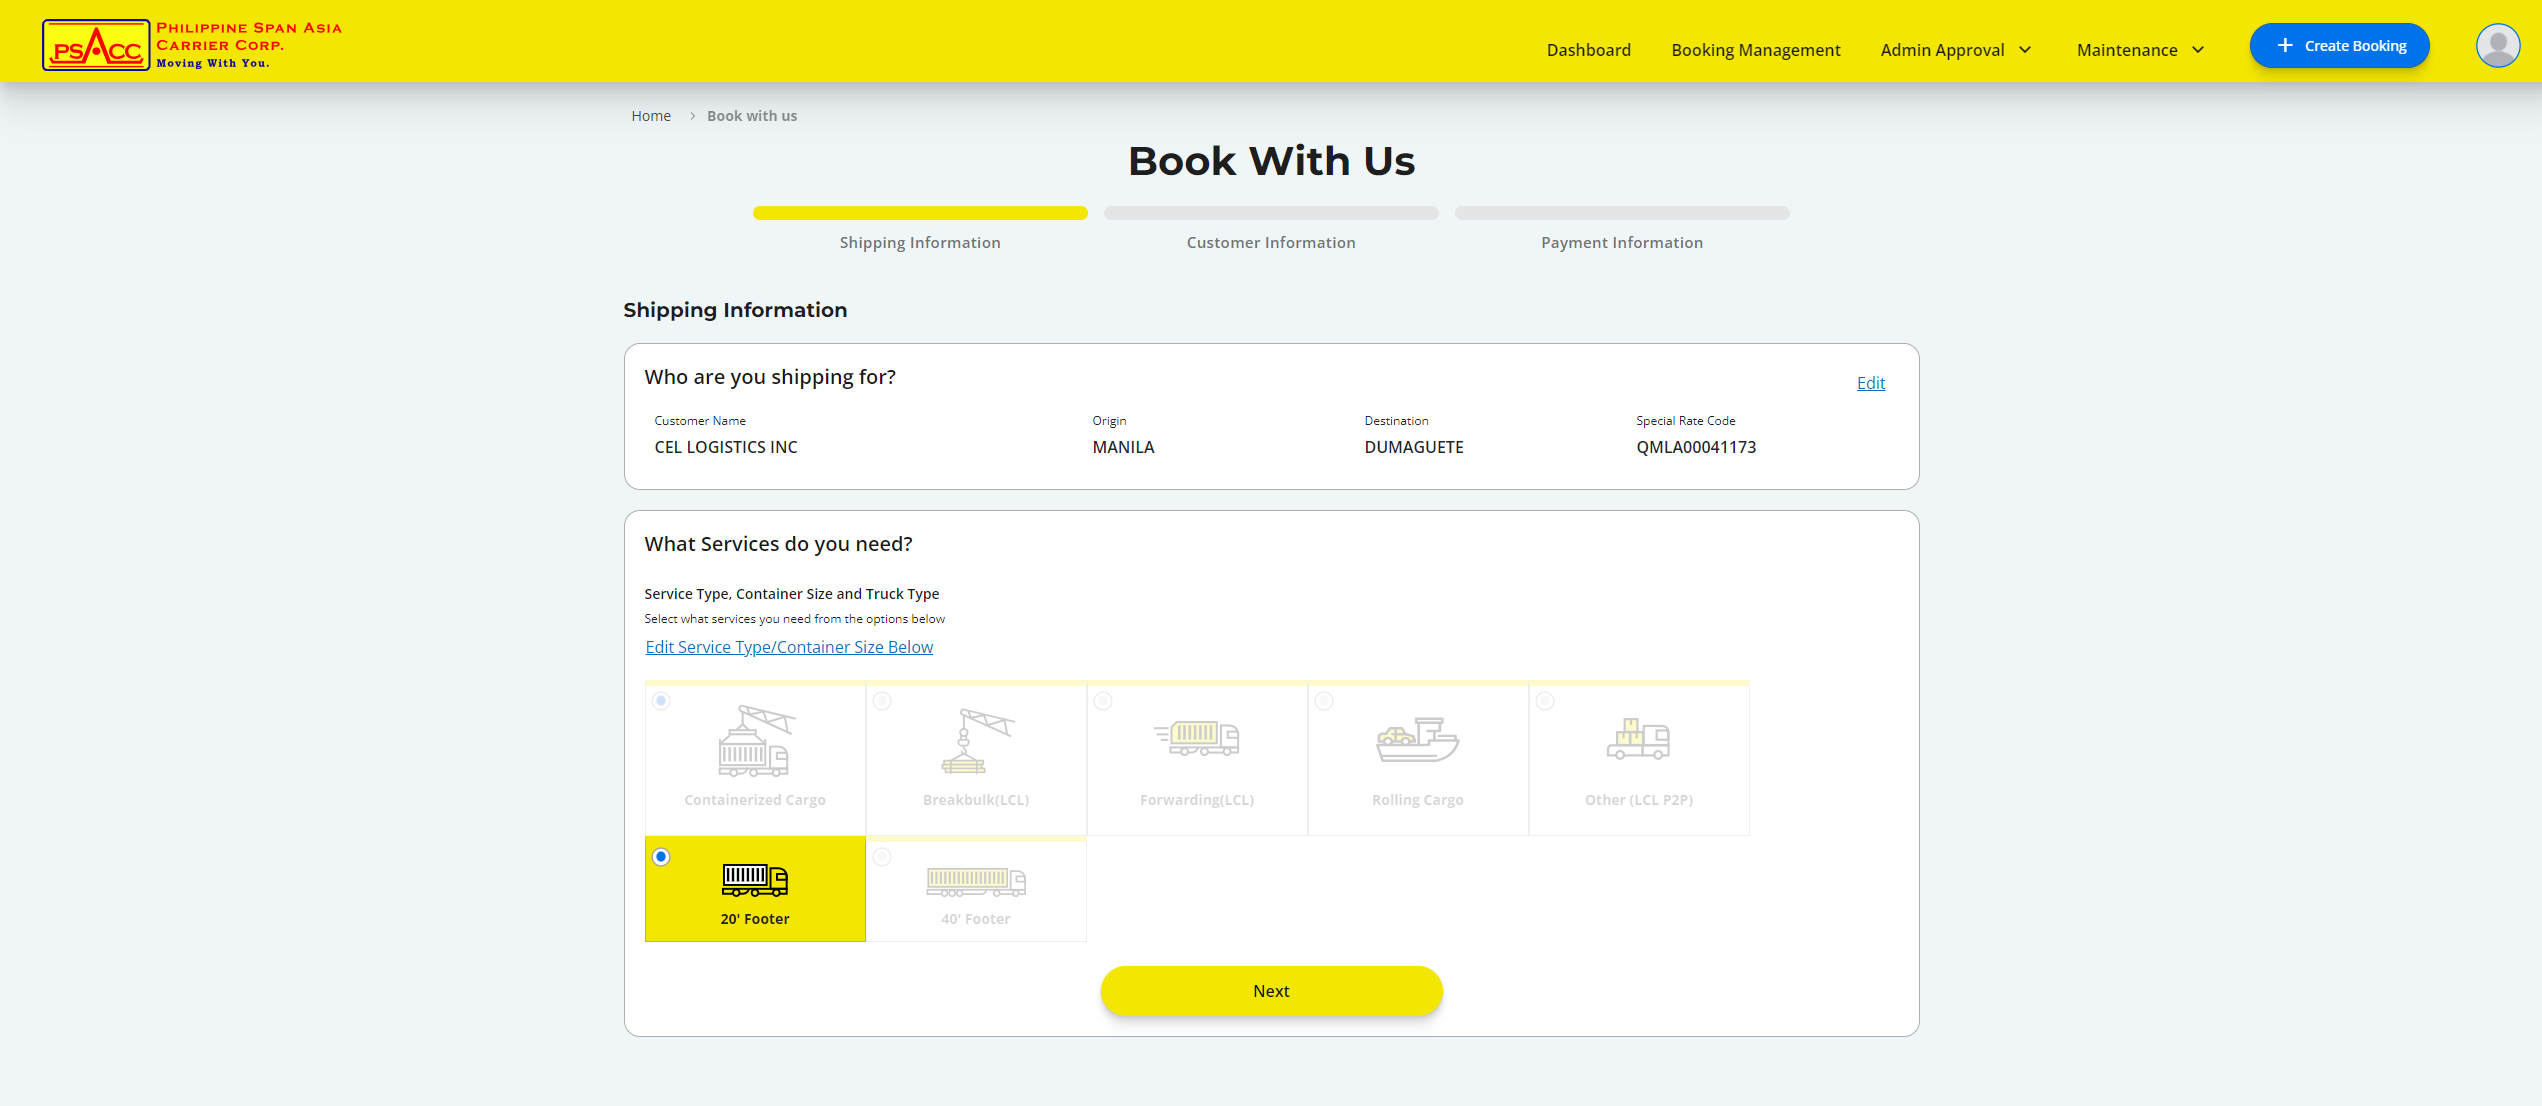 PSACC
PHILIPPINE SPAN ASIA
CARRIER CORP.
Moving With You.
Dashboard
Booking Management
Admin Approval
Maintenance
Create Booking
Home
Book with us
Book With Us
Shipping Information
Customer Information
Payment Information
Shipping Information
Who are you shipping for?
Edit
Customer Name
Origin
Destination
Special Rate Code
CEL LOGISTICS INC
MANILA
DUMAGUETE
QMLA00041173
What Services do you need?
Service Type, Container Size and Truck Type
Select what services you need from the options below
Edit Service Type/Container Size Below
Containerized Cargo
Breakbulk(LCL)
Forwarding(LCL)
Rolling Cargo
Other (LCL P2P)
20' Footer
40' Footer
Next